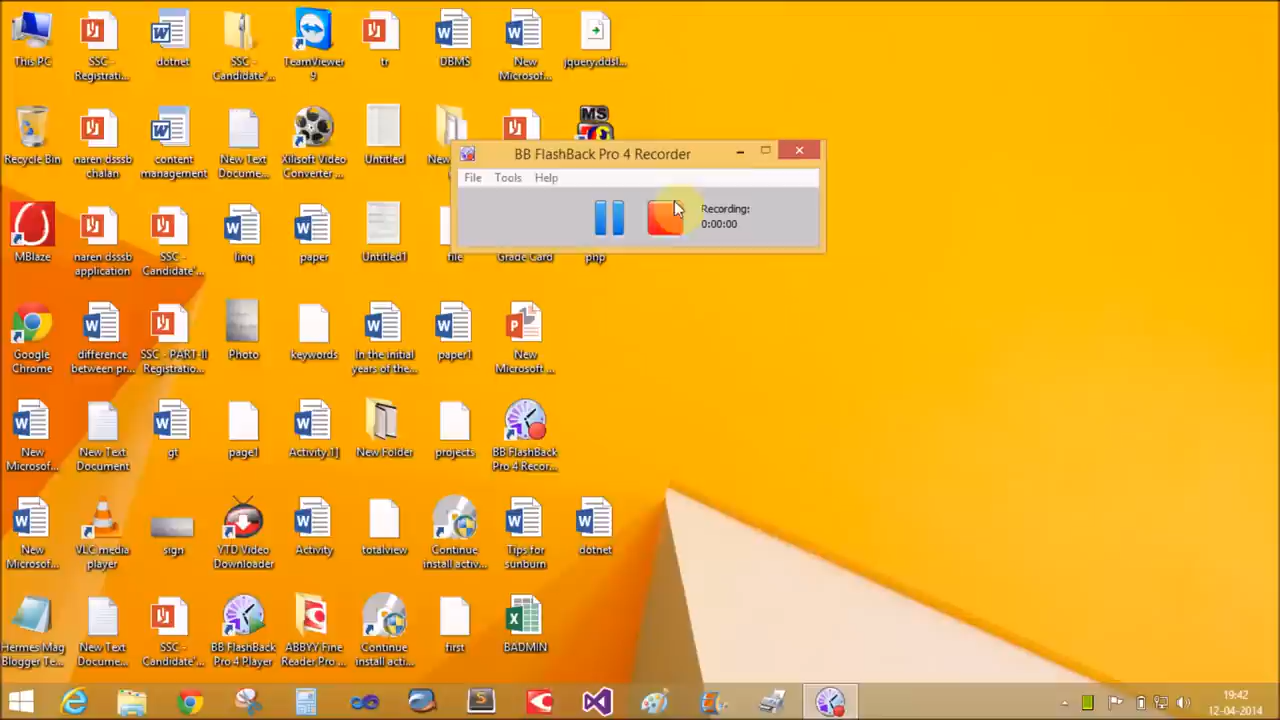 This PC
SSC-
Registrati...
dotnet
SSC -
Candidate'...
TeamViewer
9
tr
DBMS
New
Microsof...
jquery.ddsl...
Recycle Bin
naren dsssb
chalan
content
management
New Text
Docume...
Xilisoft Video
Converter ...
Untitled
MS
BB FlashBack Pro 4 Recorder
File Tools Help
Recording:
0:00:00
MBlaze
naren dsssb
application
SSC -
Candidate'...
linq
paper
Untitled1
file
Grade Card
php
Google
Chrome
difference
between pr...
SSC - PART-II
Registratio...
Photo
keywords
In the initial
years of the...
paper1
New
Microsoft ...
New
Microsof...
New Text
Document
gt
page1
Activity.1]
New Folder
projects
BB FlashBack
Pro 4 Recor...
New
Microsof...
VLC media
player
sign
YTD Video
Downloader
Activity
totalview
Continue
install activ...
Tips for
sunburn
dotnet
Hermes Mag
Blogger Te...
New Text
Docume...
SSC -
Candidate'...
BB FlashBack
Pro 4 Player
ABBYY Fine
Reader Pro ...
Continue
install acti...
first
BADMIN
19:42
12-04-2014